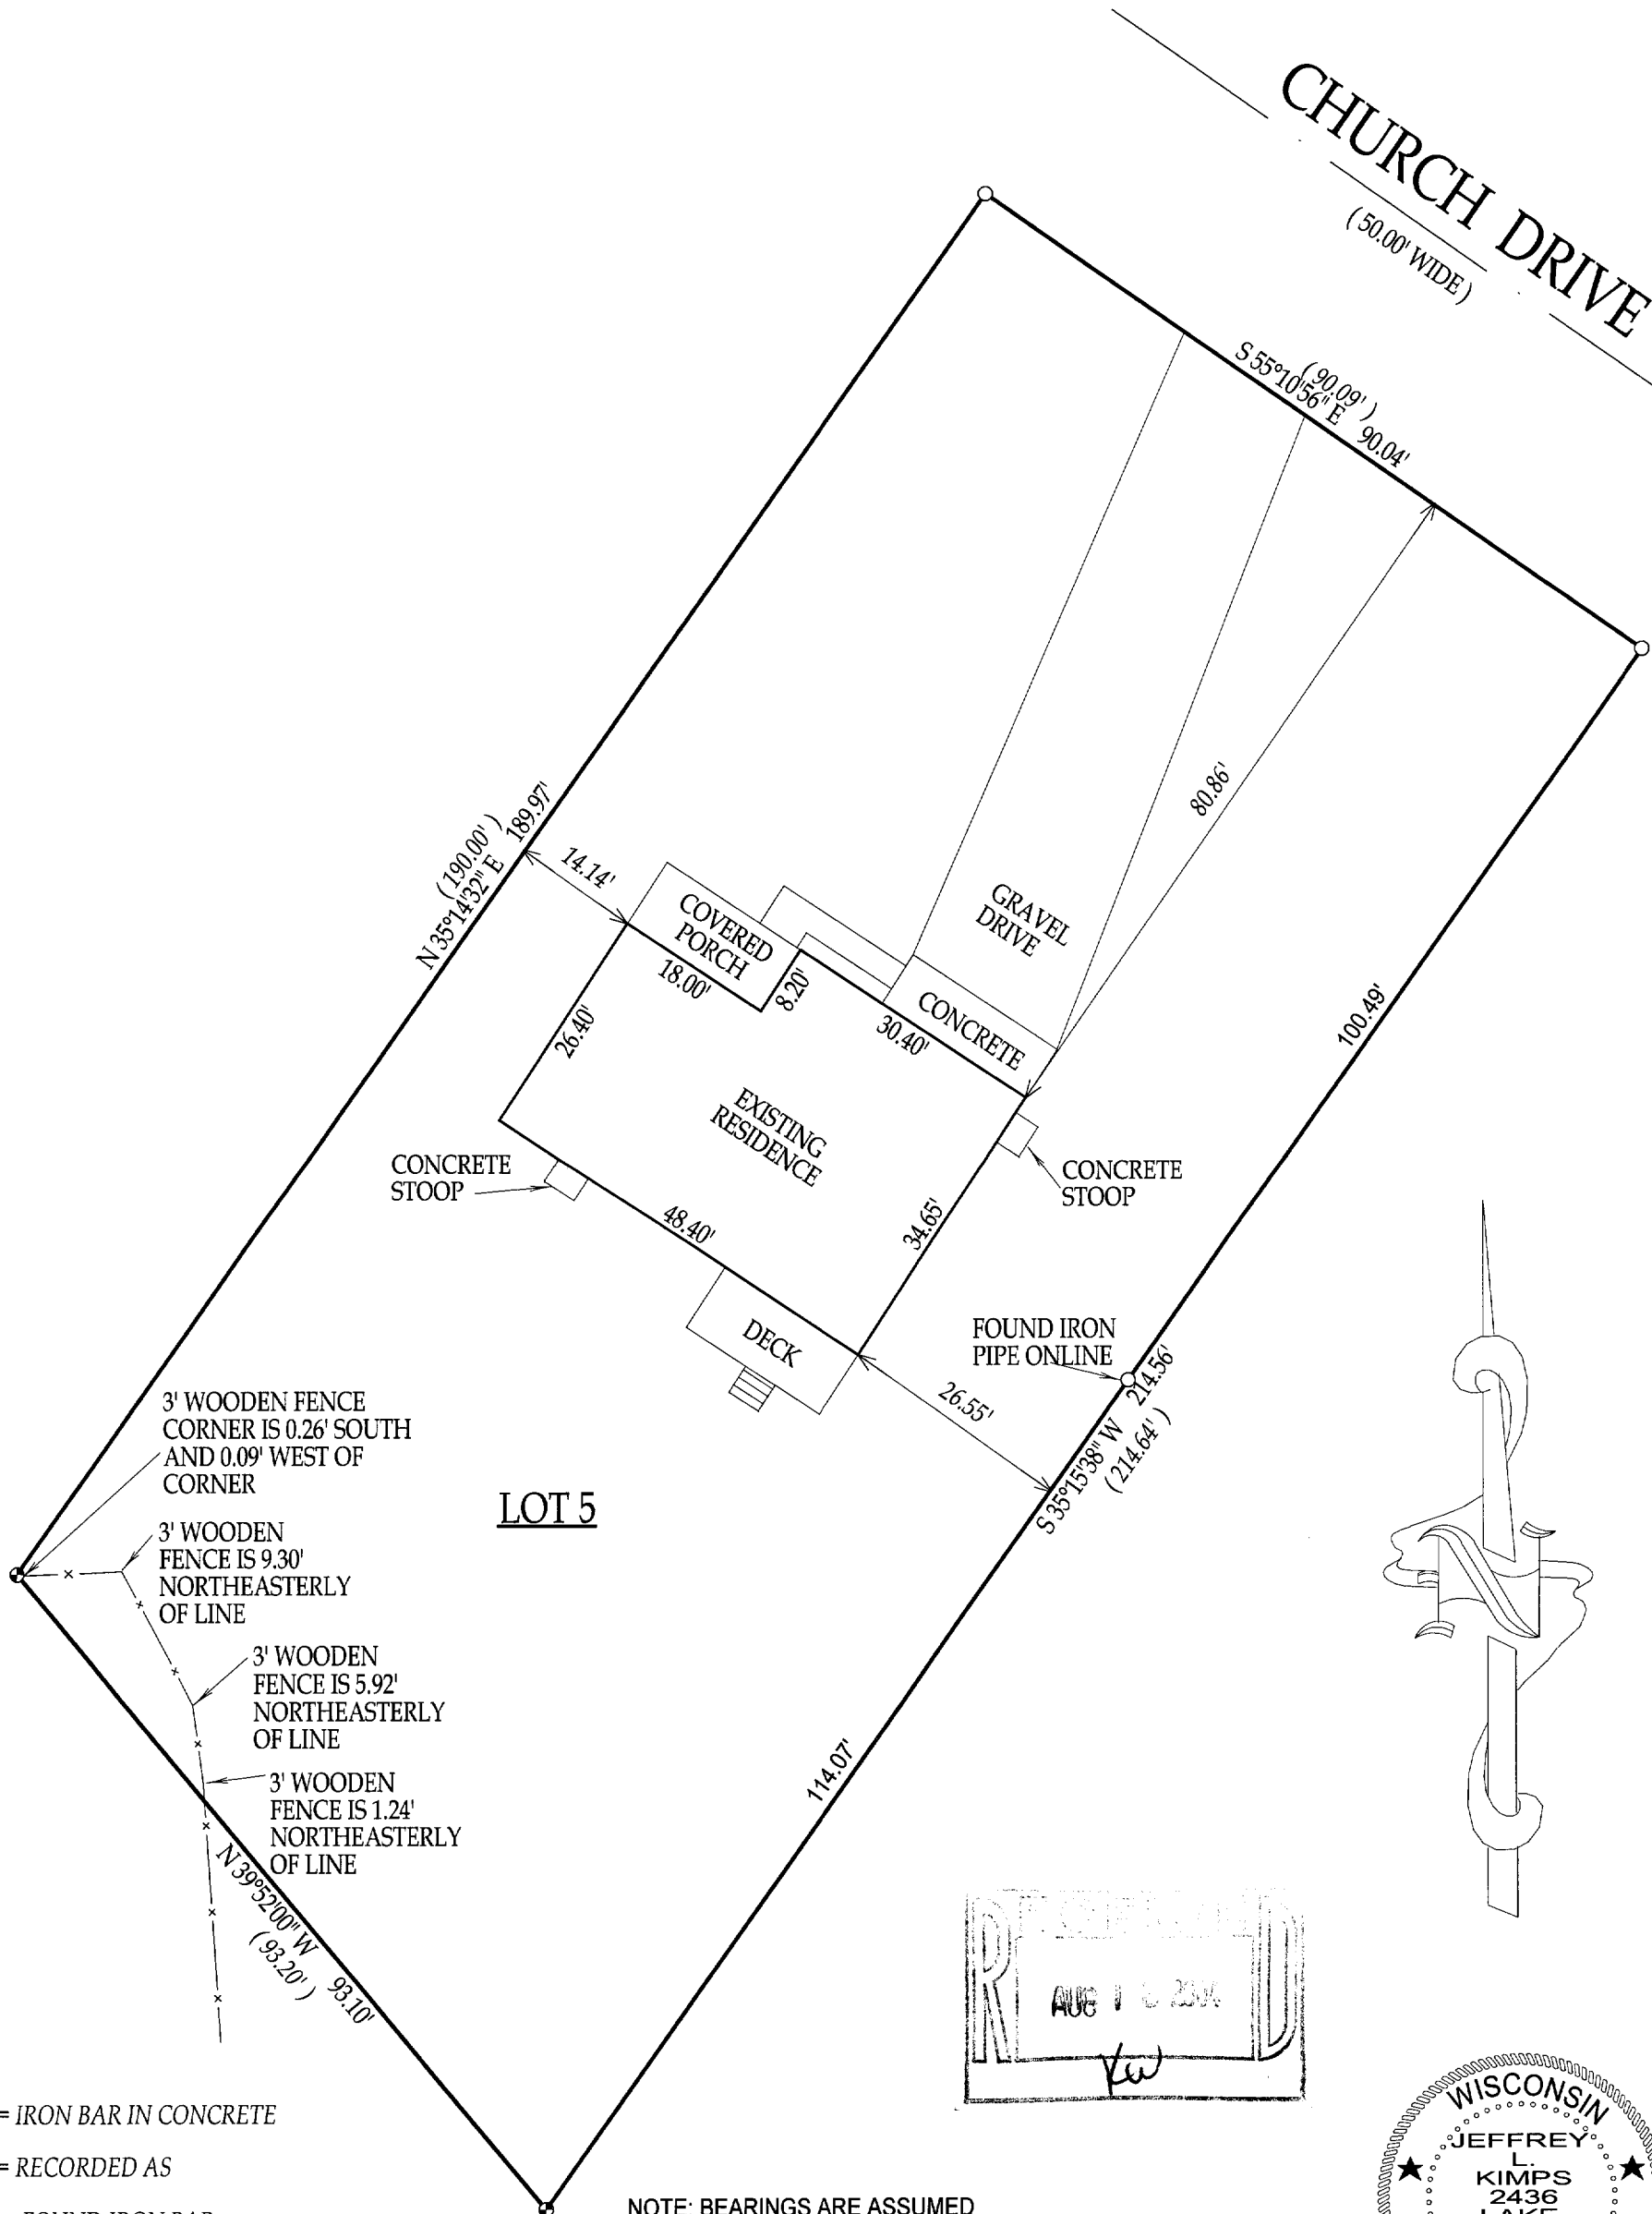 CHURCH DRIVE
( 50.00' WIDE )
( 90.09' )
S 55°10'56" E 90.04'
( 190.00' )
N 35°14'32" E 189.97'
14.14'
80.86'
COVERED
PORCH
18.00'
8.20'
GRAVEL
DRIVE
CONCRETE
30.40'
26.40'
100.49'
EXISTING
RESIDENCE
CONCRETE
STOOP
CONCRETE
STOOP
48.40'
34.65'
DECK
FOUND IRON
PIPE ONLINE
26.55'
S 35°15'38" W 214.56'
( 214.64' )
3' WOODEN FENCE
CORNER IS 0.26' SOUTH
AND 0.09' WEST OF
CORNER
LOT 5
3' WOODEN
FENCE IS 9.30'
NORTHEASTERLY
OF LINE
3' WOODEN
FENCE IS 5.92'
NORTHEASTERLY
OF LINE
3' WOODEN
FENCE IS 1.24'
NORTHEASTERLY
OF LINE
114.07'
N 39°52'00" W 93.10'
( 93.20' )
N
AUG
KW
= IRON BAR IN CONCRETE
= RECORDED AS
FOUND IRON BAR
NOTE: BEARINGS ARE ASSUMED
WISCONSIN
JEFFREY
L.
KIMPS
2436
LAKE